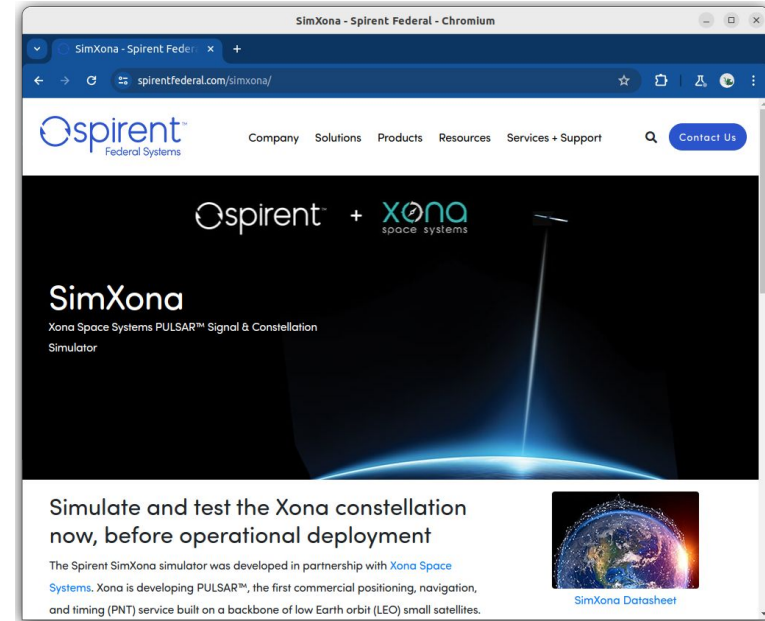 SimXona - Spirent Federal - Chromium
SimXona - Spirent Feder
spirentfederal.com/simxona/
spirent™
Federal Systems
Company Solutions Products Resources Services + Support Contact Us
spirent™ + xona
space systems
SimXona
Xona Space Systems PULSAR™ Signal & Constellation
Simulator
Simulate and test the Xona constellation
now, before operational deployment
The Spirent SimXona simulator was developed in partnership with Xona Space
Systems. Xona is developing PULSAR™, the first commercial positioning, navigation,
and timing (PNT) service built on a backbone of low Earth orbit (LEO) small satellites.
SimXona Datasheet